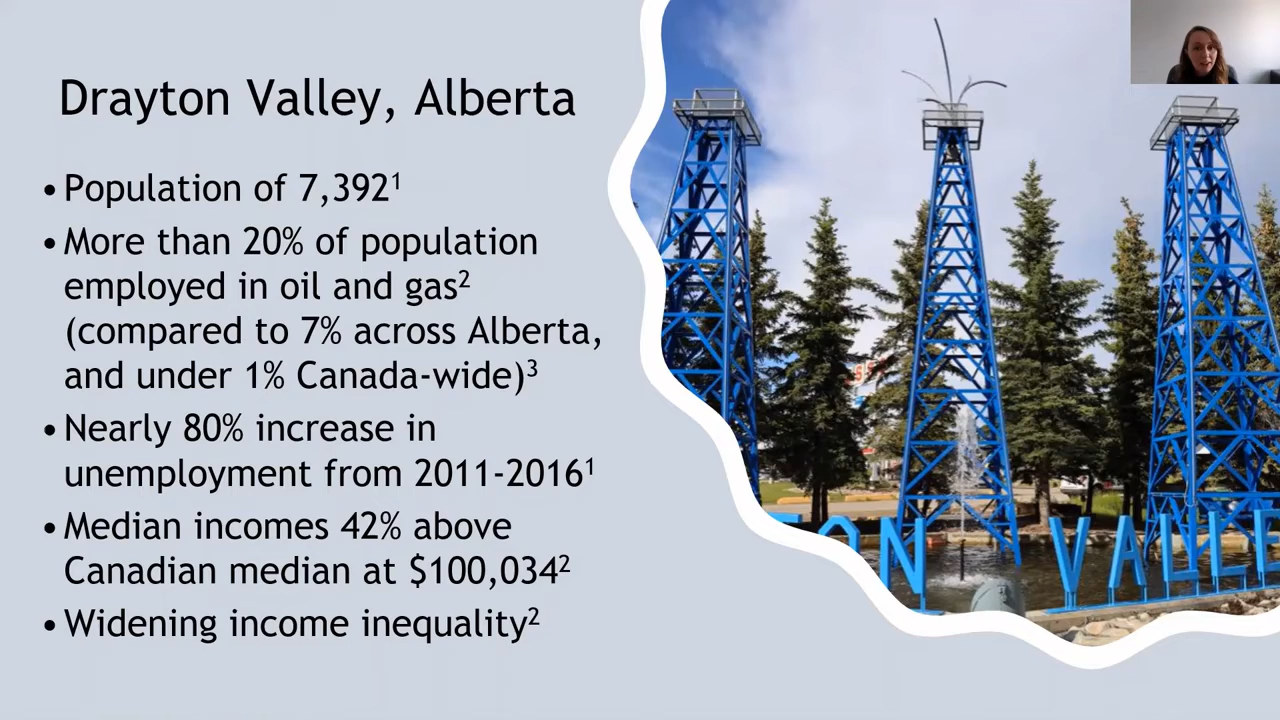 Drayton Valley, Alberta
• Population of 7,392¹
• More than 20% of population
employed in oil and gas²
(compared to 7% across Alberta,
and under 1% Canada-wide)³
• Nearly 80% increase in
unemployment from 2011-2016¹
• Median incomes 42% above
Canadian median at $100,034²
• Widening income inequality²
TON VALLE